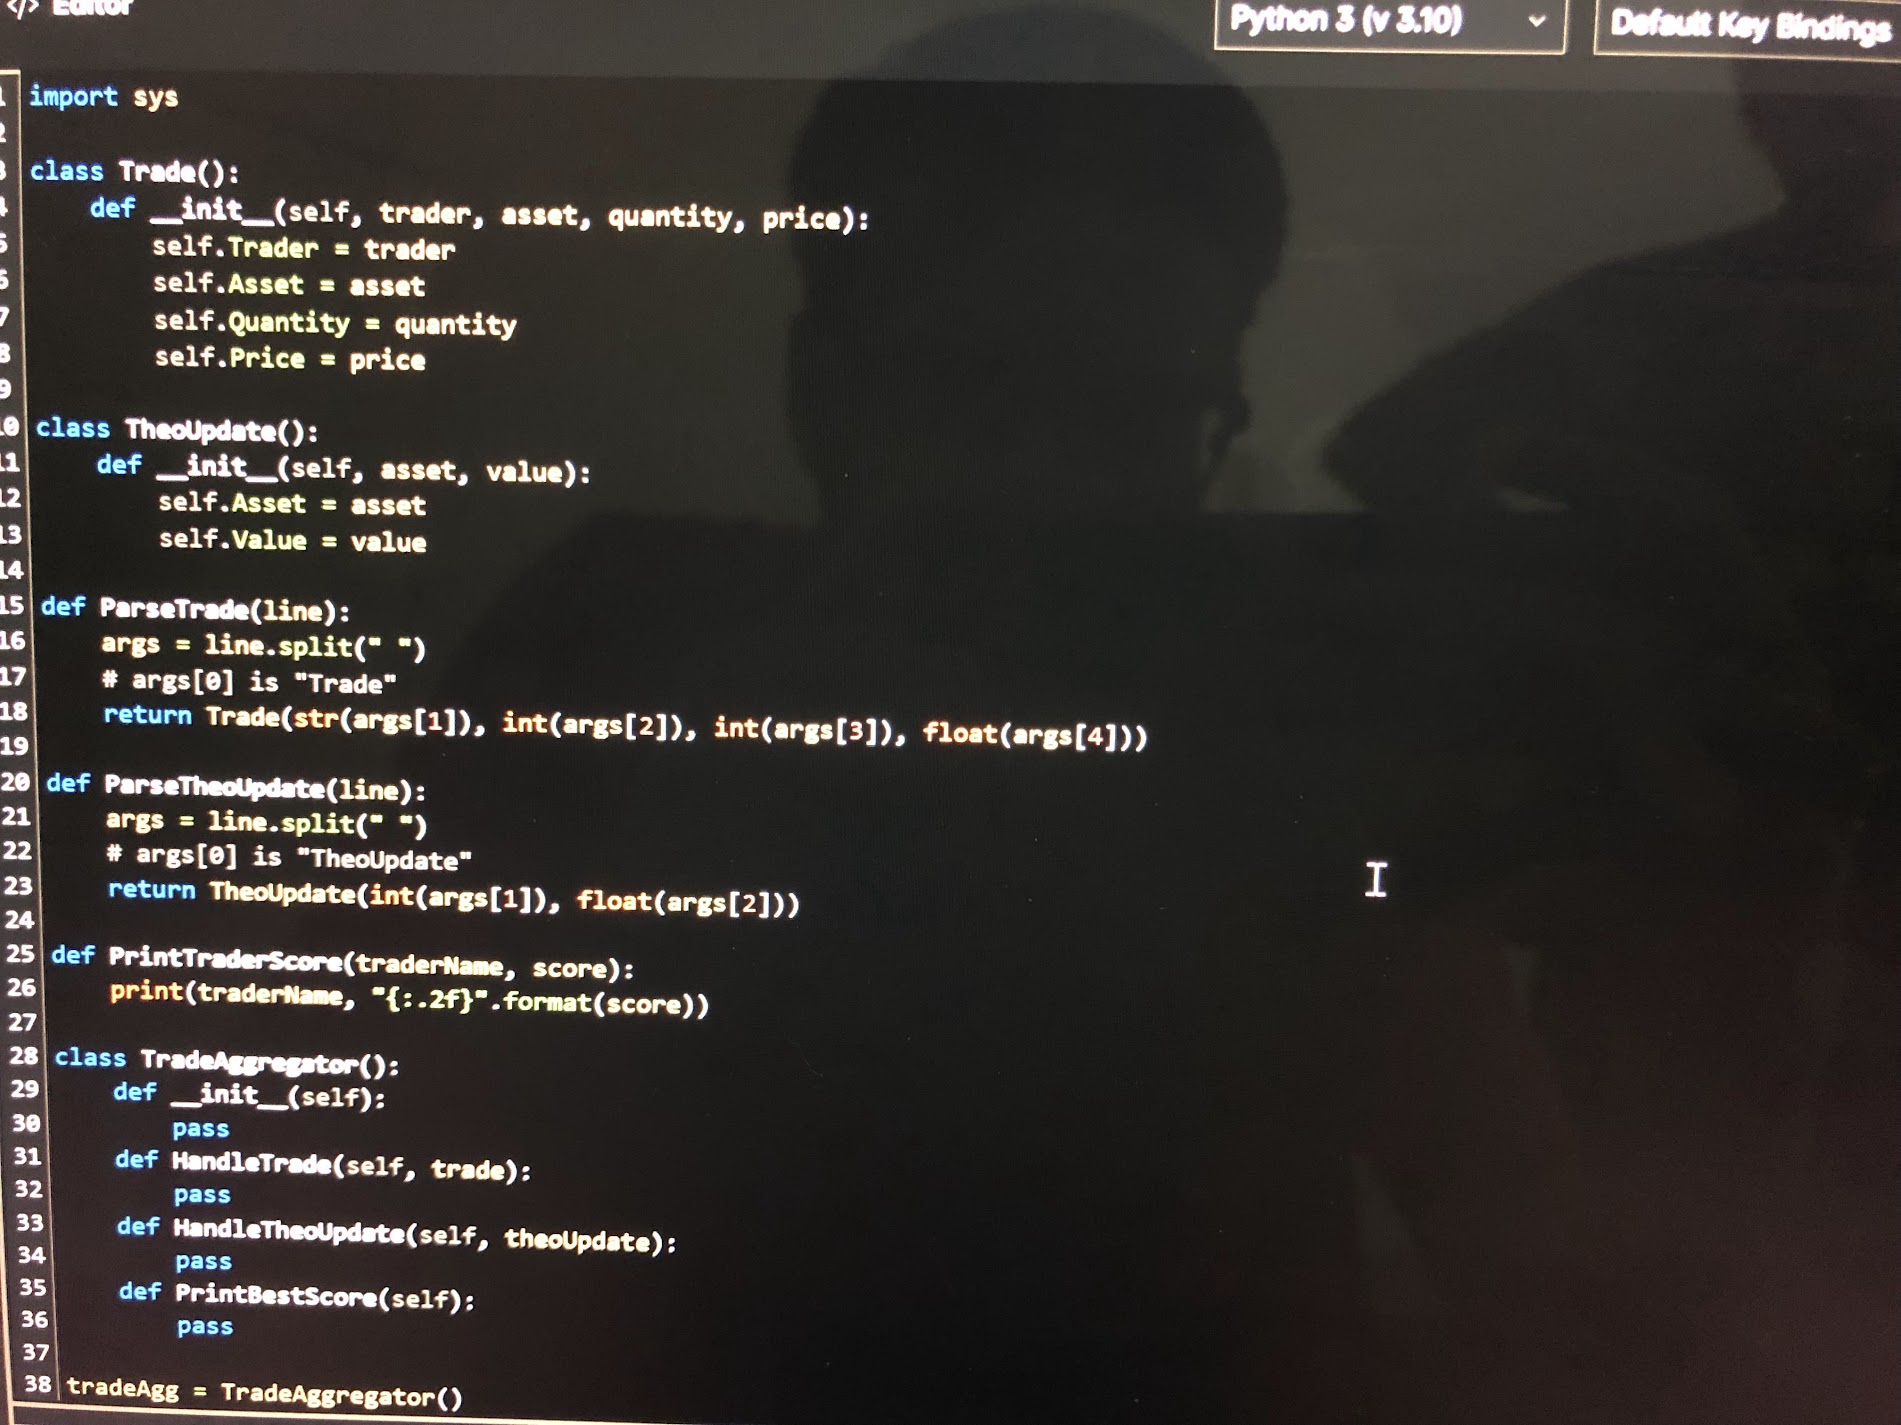 </> Editor
Python 3 (v 3.10)
Default Key Bindings
1 import sys
2
3 class Trade():
4     def __init__(self, trader, asset, quantity, price):
5         self.Trader = trader
6         self.Asset = asset
7         self.Quantity = quantity
8         self.Price = price
9
10 class TheoUpdate():
11     def __init__(self, asset, value):
12         self.Asset = asset
13         self.Value = value
14
15 def ParseTrade(line):
16     args = line.split(" ")
17     # args[0] is "Trade"
18     return Trade(str(args[1]), int(args[2]), int(args[3]), float(args[4]))
19
20 def ParseTheoUpdate(line):
21     args = line.split(" ")
22     # args[0] is "TheoUpdate"
23     return TheoUpdate(int(args[1]), float(args[2]))
24
25 def PrintTraderScore(traderName, score):
26     print(traderName, "{:.2f}".format(score))
27
28 class TradeAggregator():
29     def __init__(self):
30         pass
31     def HandleTrade(self, trade):
32         pass
33     def HandleTheoUpdate(self, theoUpdate):
34         pass
35     def PrintBestScore(self):
36         pass
37
38 tradeAgg = TradeAggregator()